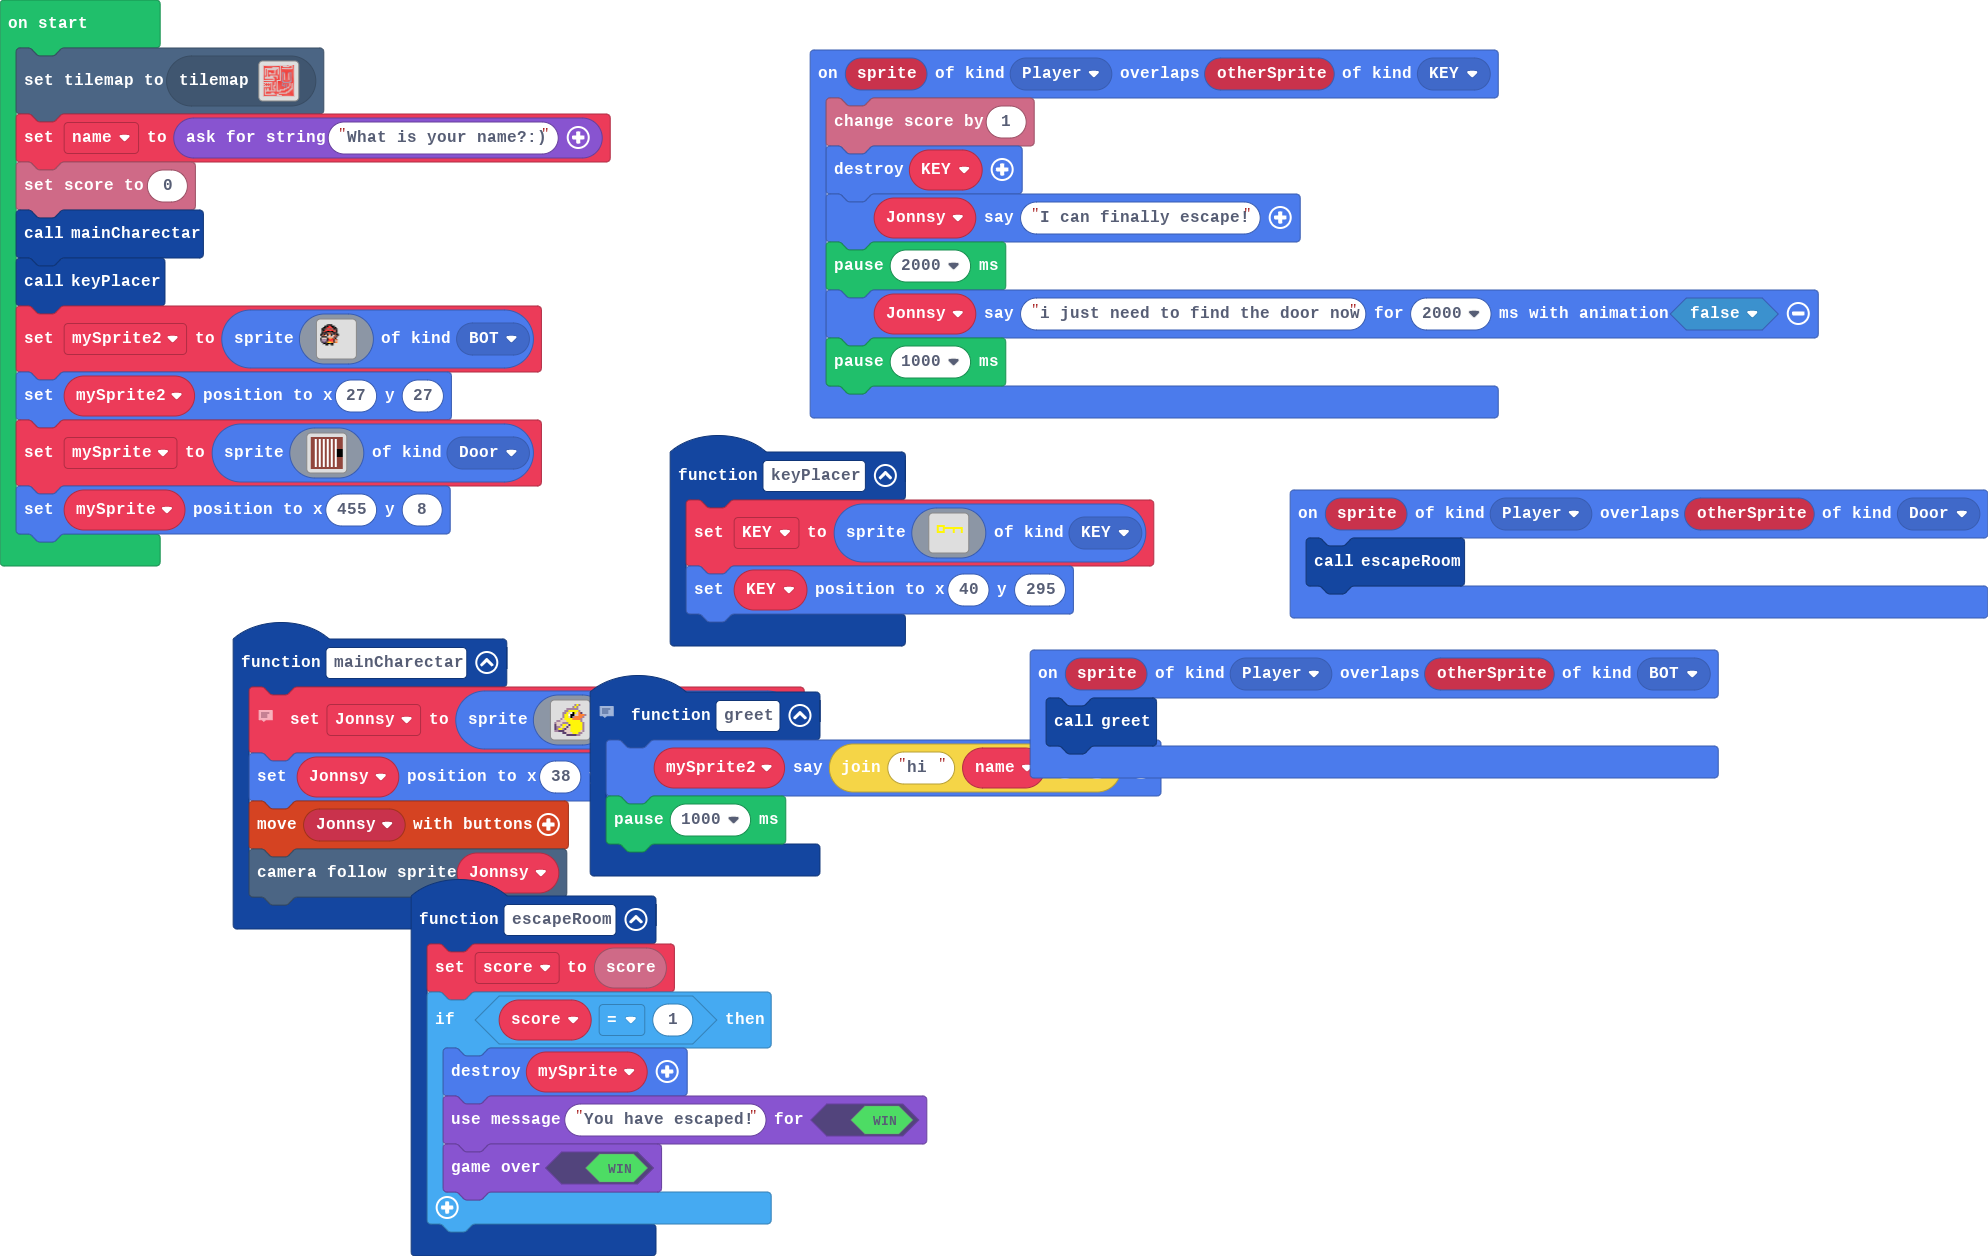 on start
set tilemap to tilemap
set name to ask for string "What is your name?:)"
set score to 0
call mainCharectar
call keyPlacer
set mySprite2 to sprite of kind BOT
set mySprite2 position to x 27 y 27
set mySprite to sprite of kind Door
set mySprite position to x 455 y 8
on sprite of kind Player overlaps otherSprite of kind KEY
change score by 1
destroy KEY
Jonnsy say "I can finally escape!"
pause 2000 ms
Jonnsy say "i just need to find the door now" for 2000 ms with animation false
pause 1000 ms
function keyPlacer
set KEY to sprite of kind KEY
set KEY position to x 40 y 295
on sprite of kind Player overlaps otherSprite of kind Door
call escapeRoom
function mainCharectar
set Jonnsy to sprite
set Jonnsy position to x 38
move Jonnsy with buttons
camera follow sprite Jonnsy
function greet
mySprite2 say join "hi " name
pause 1000 ms
on sprite of kind Player overlaps otherSprite of kind BOT
call greet
function escapeRoom
set score to score
if score = 1 then
destroy mySprite
use message "You have escaped!" for WIN
game over WIN